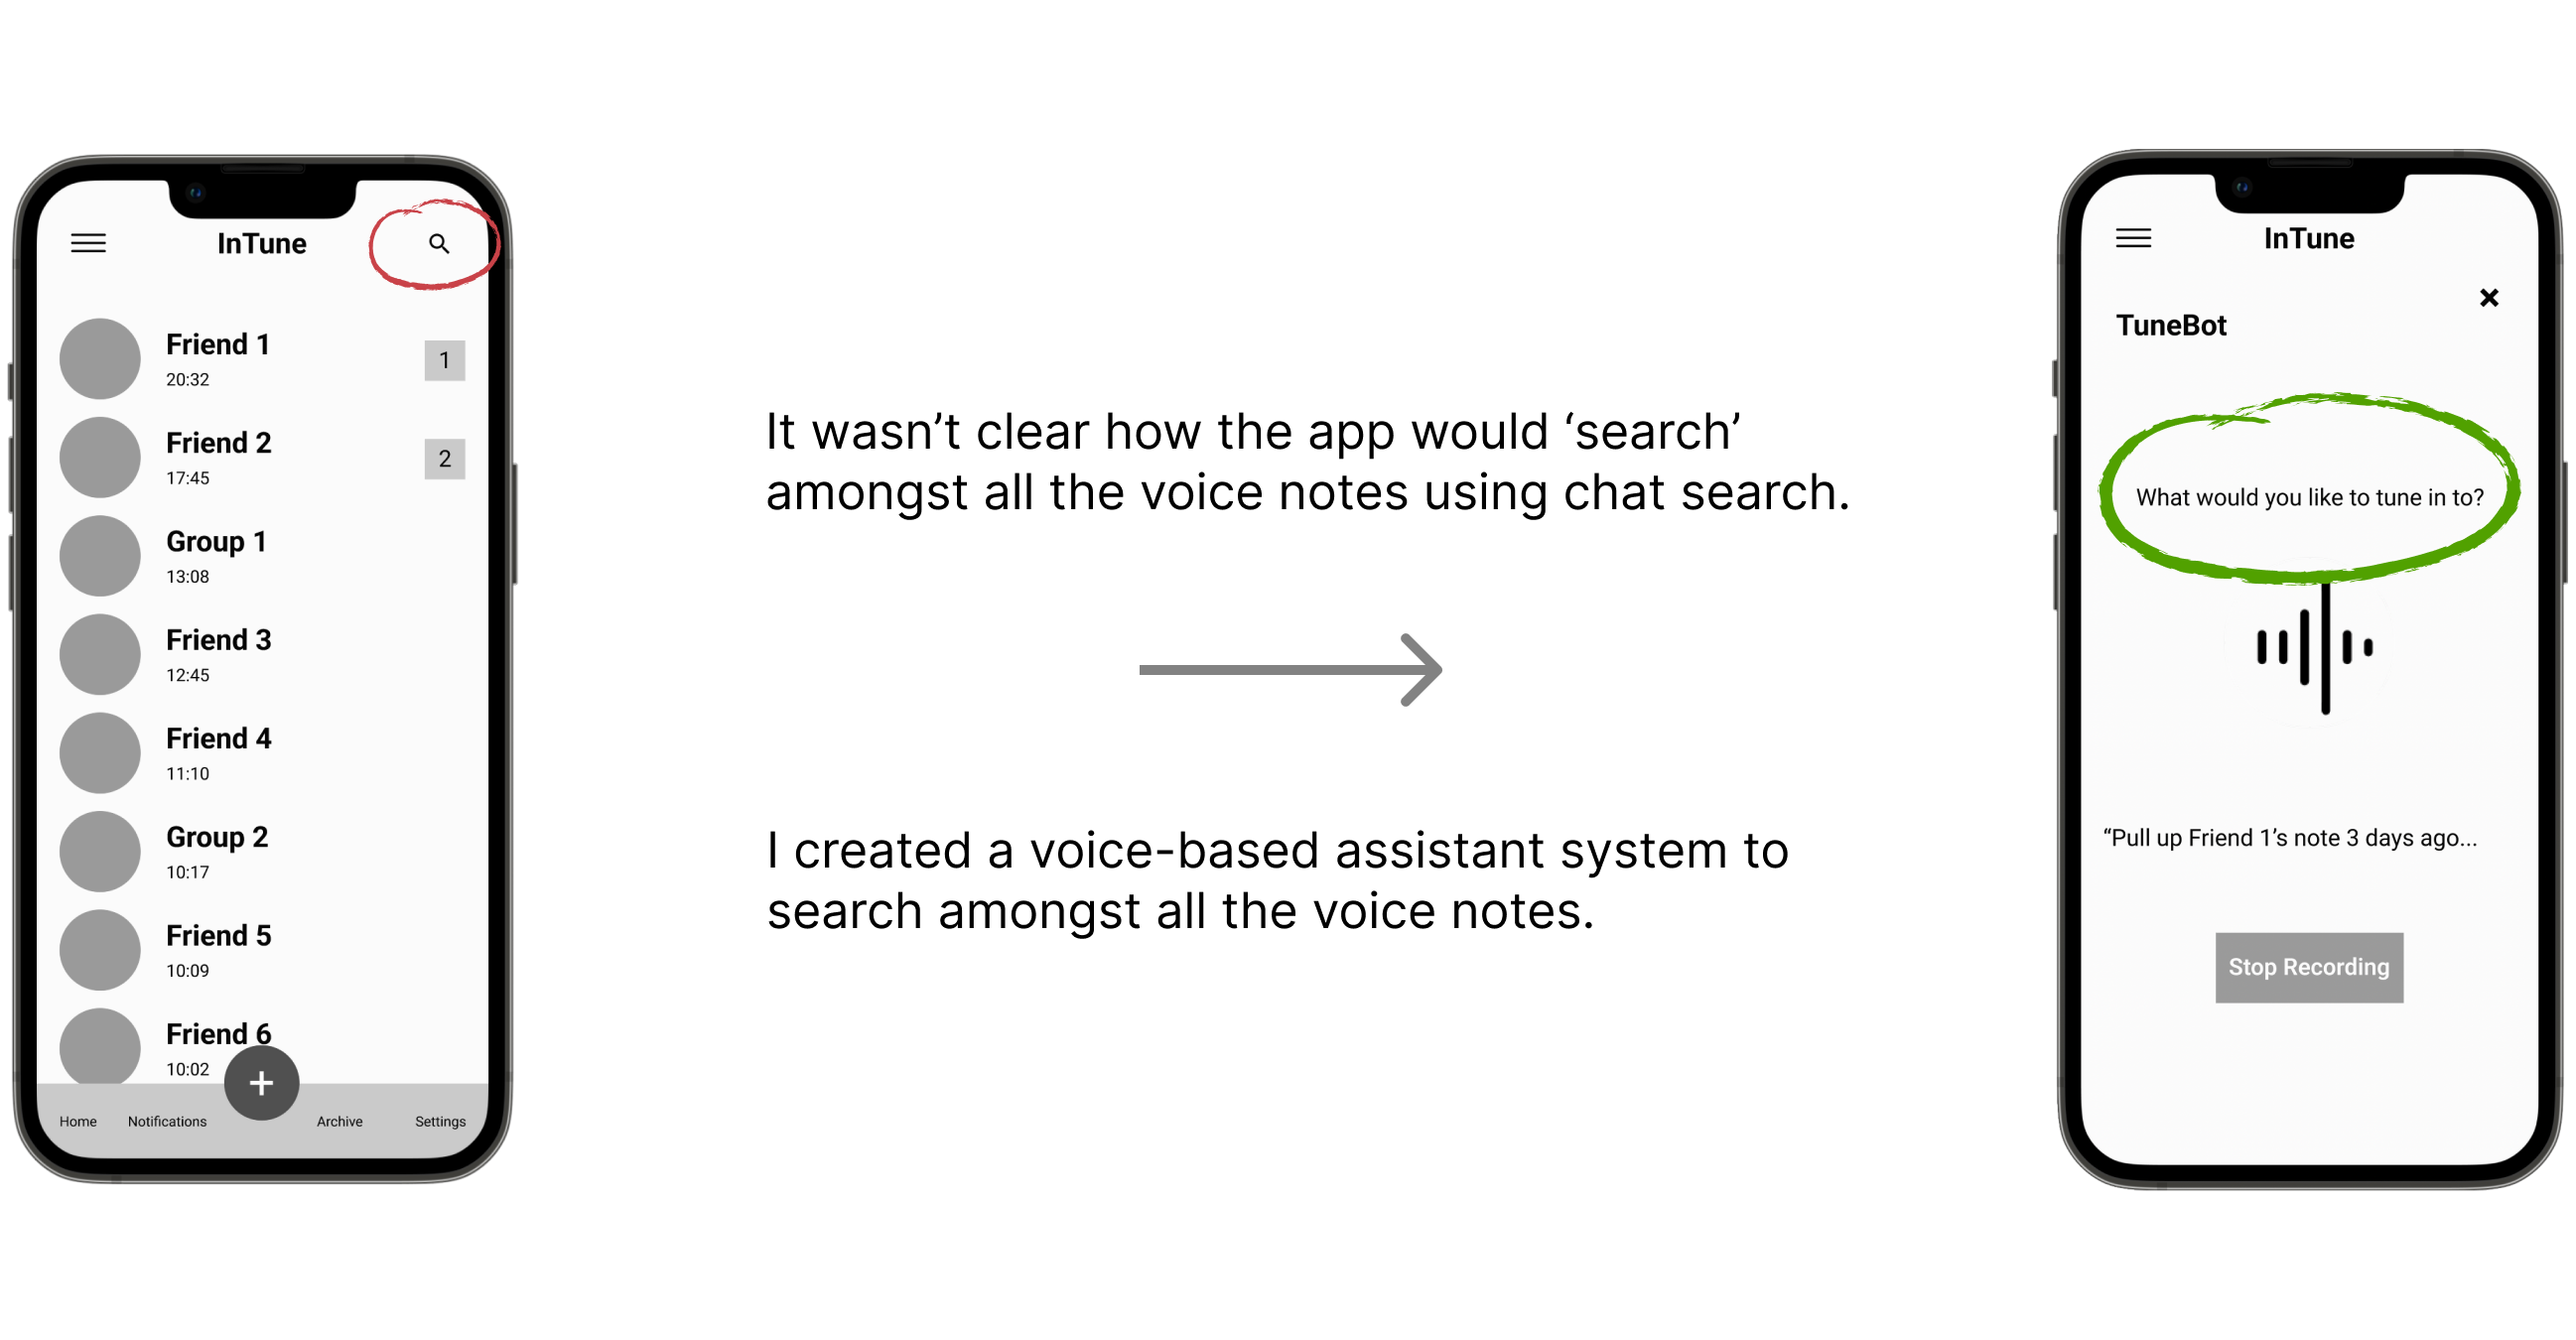 InTune
Friend 1
20:32
1
Friend 2
17:45
2
Group 1
13:08
Friend 3
12:45
Friend 4
11:10
Group 2
10:17
Friend 5
10:09
Friend 6
10:02
+
Home Notifications Archive Settings
It wasn’t clear how the app would ‘search’
amongst all the voice notes using chat search.
I created a voice-based assistant system to
search amongst all the voice notes.
InTune
TuneBot
What would you like to tune in to?
“Pull up Friend 1’s note 3 days ago...
Stop Recording